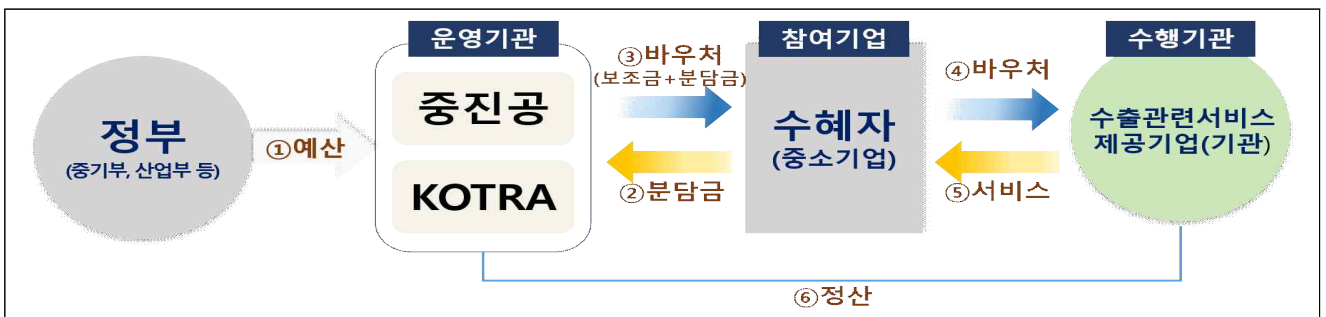 정부
(중기부, 산업부 등)
①예산
운영기관
중진공
KOTRA
③바우처
(보조금+분담금)
②분담금
참여기업
수혜자
(중소기업)
④바우처
⑤서비스
수행기관
수출관련서비스
제공기업(기관)
⑥정산